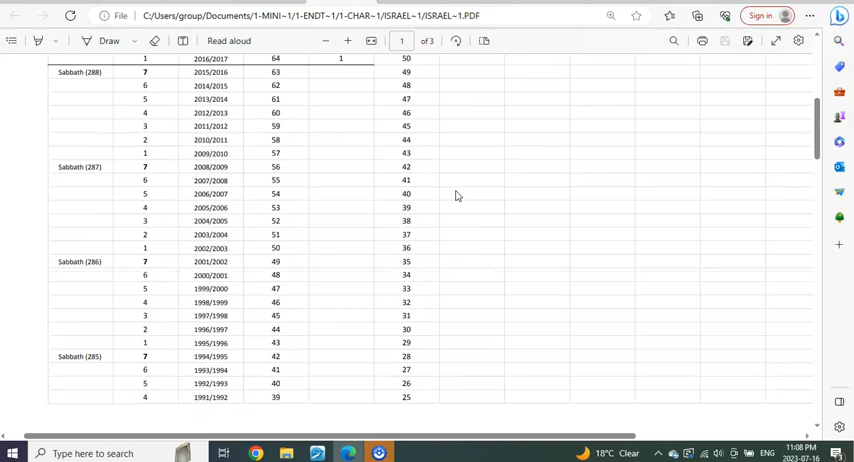 File C:/Users/group/Documents/1-MINI~1/1-ENDT~1/1-CHAR~1/ISRAEL~1/ISRAEL~1.PDF Sign in
Draw Read aloud 1 of 3
1 2016/2017 64 1 50
Sabbath (288) 7 2015/2016 63 49
6 2014/2015 62 48
5 2013/2014 61 47
4 2012/2013 60 46
3 2011/2012 59 45
2 2010/2011 58 44
1 2009/2010 57 43
Sabbath (287) 7 2008/2009 56 42
6 2007/2008 55 41
5 2006/2007 54 40
4 2005/2006 53 39
3 2004/2005 52 38
2 2003/2004 51 37
1 2002/2003 50 36
Sabbath (286) 7 2001/2002 49 35
6 2000/2001 48 34
5 1999/2000 47 33
4 1998/1999 46 32
3 1997/1998 45 31
2 1996/1997 44 30
1 1995/1996 43 29
Sabbath (285) 7 1994/1995 42 28
6 1993/1994 41 27
5 1992/1993 40 26
4 1991/1992 39 25
Type here to search 18°C Clear ENG 11:08 PM
2023-07-16